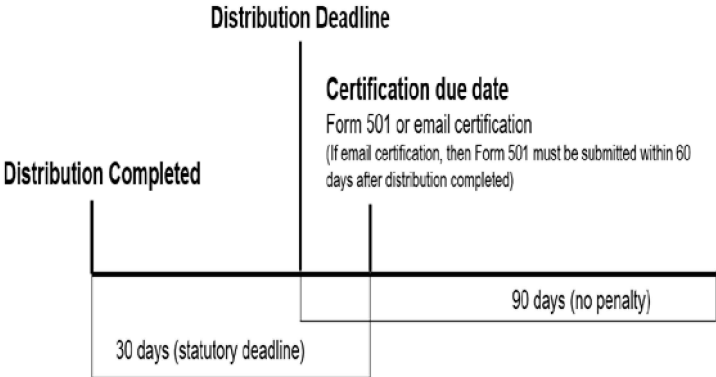 Distribution Deadline
Certification due date
Form 501 or email certification
(If email certification, then Form 501 must be submitted within 60
days after distribution completed)
Distribution Completed
90 days (no penalty)
30 days (statutory deadline)